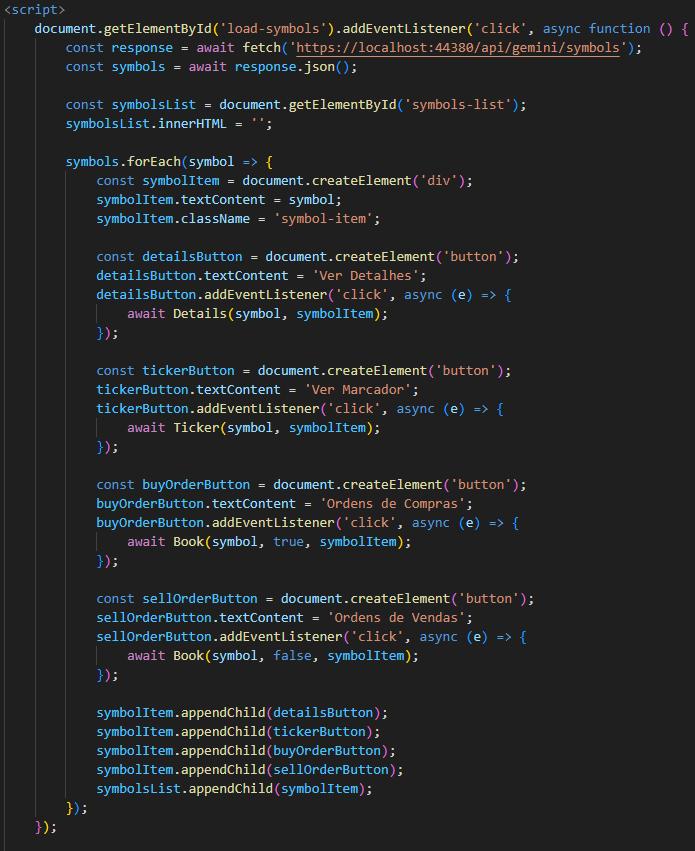 <script>
document.getElementById('load-symbols').addEventListener('click', async function () {
const response = await fetch('https://localhost:44380/api/gemini/symbols');
const symbols = await response.json();
const symbolsList = document.getElementById('symbols-list');
symbolsList.innerHTML = '';
symbols.forEach(symbol => {
const symbolItem = document.createElement('div');
symbolItem.textContent = symbol;
symbolItem.className = 'symbol-item';
const detailsButton = document.createElement('button');
detailsButton.textContent = 'Ver Detalhes';
detailsButton.addEventListener('click', async (e) => {
await Details(symbol, symbolItem);
});
const tickerButton = document.createElement('button');
tickerButton.textContent = 'Ver Marcador';
tickerButton.addEventListener('click', async (e) => {
await Ticker(symbol, symbolItem);
});
const buyOrderButton = document.createElement('button');
buyOrderButton.textContent = 'Ordens de Compras';
buyOrderButton.addEventListener('click', async (e) => {
await Book(symbol, true, symbolItem);
});
const sellOrderButton = document.createElement('button');
sellOrderButton.textContent = 'Ordens de Vendas';
sellOrderButton.addEventListener('click', async (e) => {
await Book(symbol, false, symbolItem);
});
symbolItem.appendChild(detailsButton);
symbolItem.appendChild(tickerButton);
symbolItem.appendChild(buyOrderButton);
symbolItem.appendChild(sellOrderButton);
symbolsList.appendChild(symbolItem);
});
});